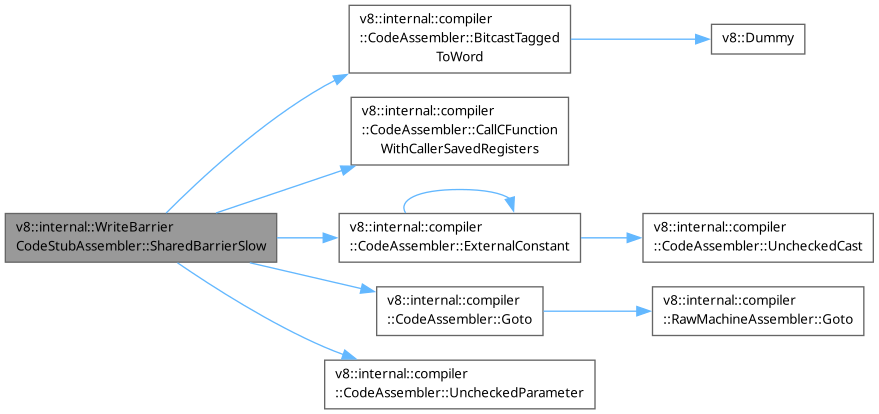 v8::internal::compiler
::CodeAssembler::BitcastTagged
ToWord
v8::Dummy
v8::internal::compiler
::CodeAssembler::CallCFunction
WithCallerSavedRegisters
v8::internal::WriteBarrier
CodeStubAssembler::SharedBarrierSlow
v8::internal::compiler
::CodeAssembler::ExternalConstant
v8::internal::compiler
::CodeAssembler::UncheckedCast
v8::internal::compiler
::CodeAssembler::Goto
v8::internal::compiler
::RawMachineAssembler::Goto
v8::internal::compiler
::CodeAssembler::UncheckedParameter